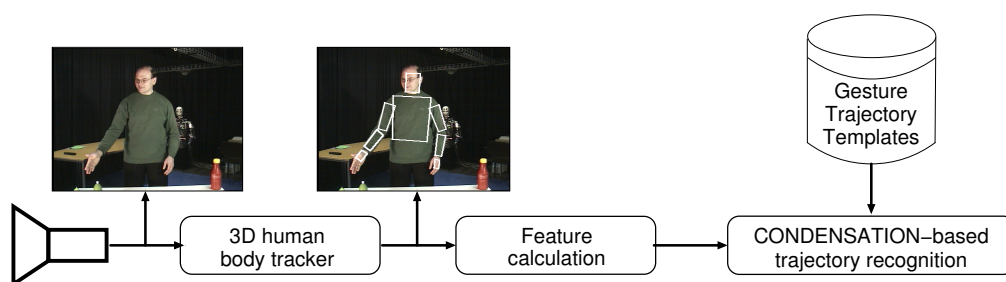 Gesture
Trajectory
Templates
3D human
body tracker
Feature
calculation
CONDENSATION−based
trajectory recognition